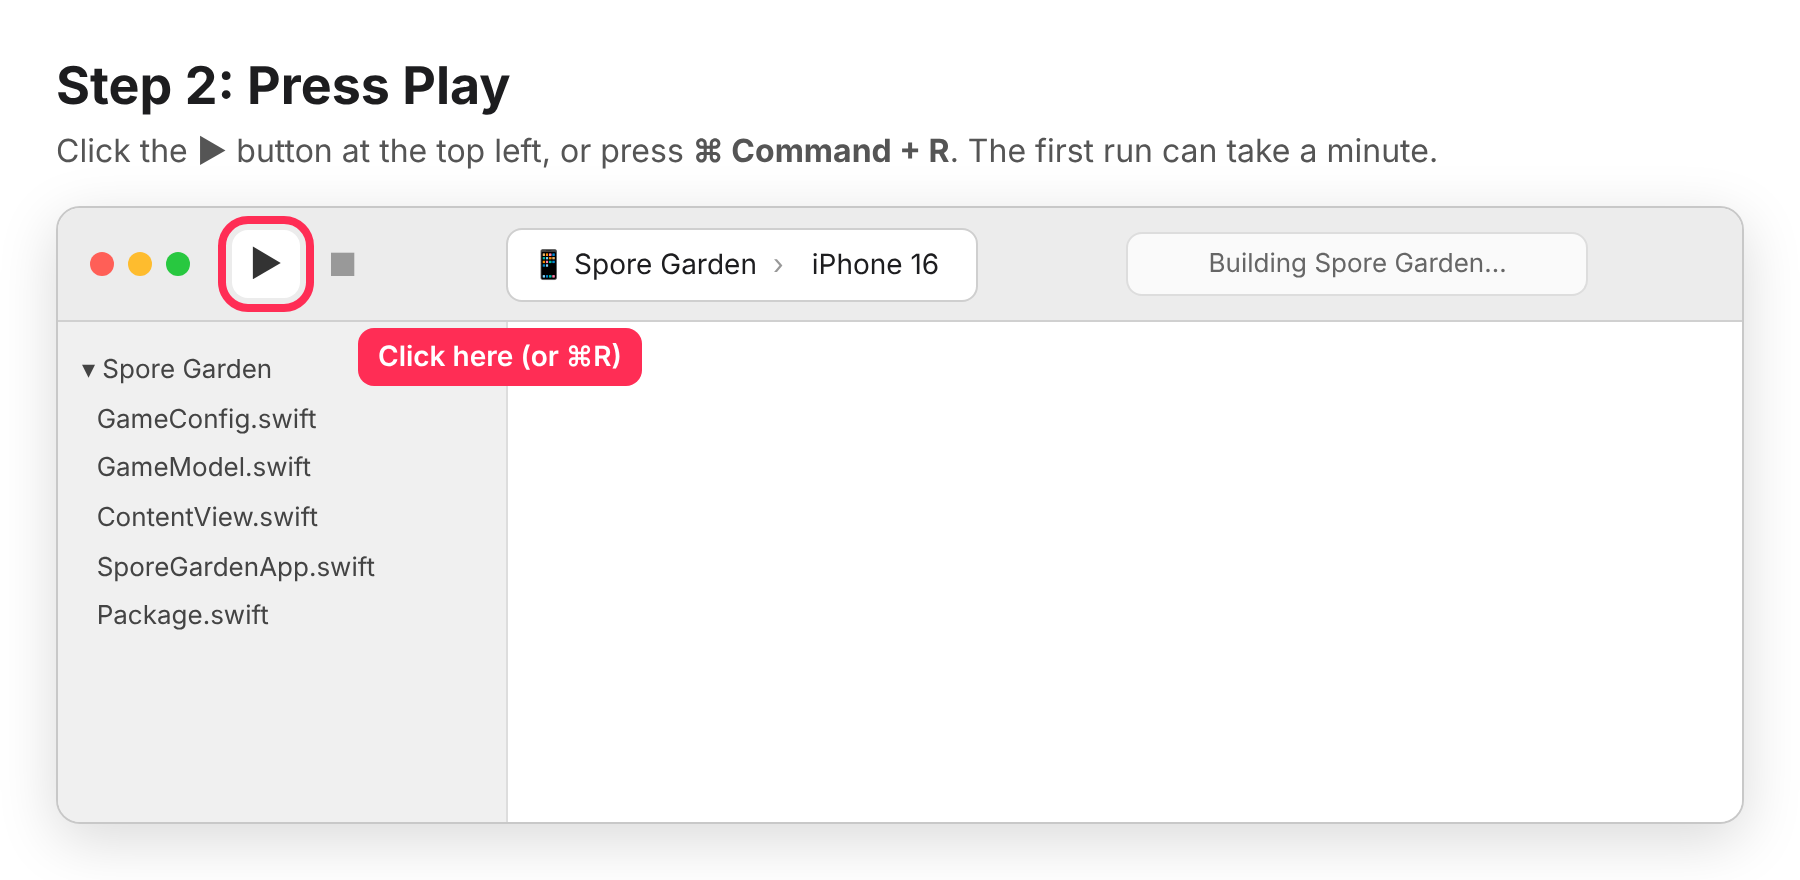 Step 2: Press Play
Click the ▶ button at the top left, or press ⌘ Command + R. The first run can take a minute.
Spore Garden › iPhone 16
Building Spore Garden...
Click here (or ⌘R)
▾ Spore Garden
GameConfig.swift
GameModel.swift
ContentView.swift
SporeGardenApp.swift
Package.swift